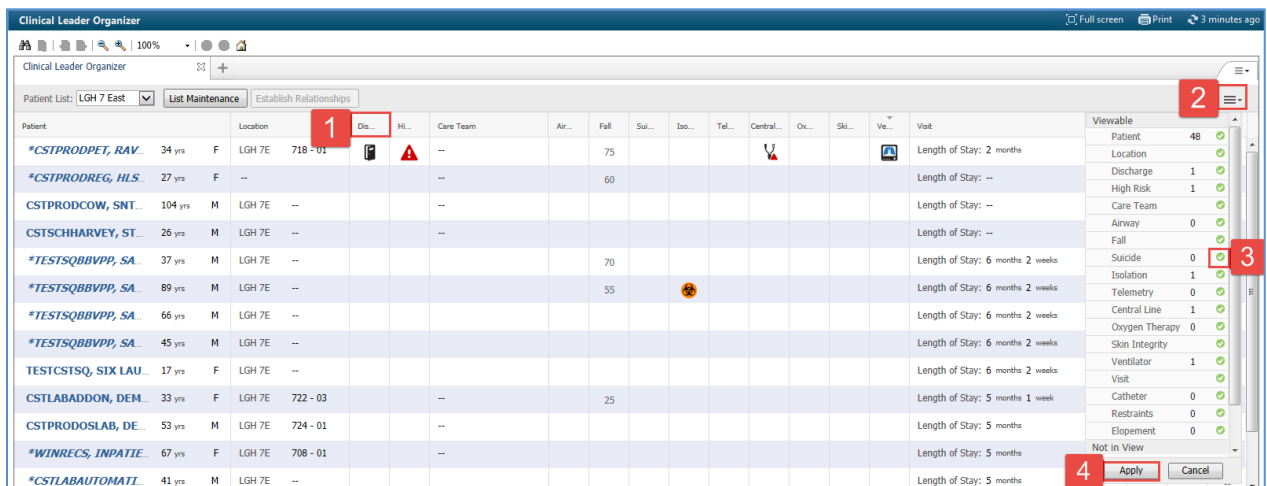 Clinical Leader Organizer Full screen Print 3 minutes ago
100%
Clinical Leader Organizer
Patient List: LGH 7 East List Maintenance Establish Relationships 2
Patient Location 1 Dis... Hi... Care Team Air... Fall Sui... Iso... Tel... Central... Ox... Ski... Ve... Visit
*CSTPRODPET, RAV... 34 yrs F LGH 7E 718 - 01 -- 75 Length of Stay: 2 months
*CSTPRODREG, HLS... 27 yrs F -- -- 60 Length of Stay: --
CSTPRODCOW, SNT... 104 yrs M LGH 7E -- -- Length of Stay: --
CSTSCHHARVEY, ST... 26 yrs M LGH 7E -- -- Length of Stay: --
*TESTSQBBVPP, SA... 37 yrs M LGH 7E -- 70 Length of Stay: 6 months 2 weeks
*TESTSQBBVPP, SA... 89 yrs M LGH 7E -- 55 Length of Stay: 6 months 2 weeks
*TESTSQBBVPP, SA... 66 yrs M LGH 7E -- Length of Stay: 6 months 2 weeks
*TESTSQBBVPP, SA... 45 yrs M LGH 7E -- Length of Stay: 6 months 2 weeks
TESTCSTSQ, SIX LAU... 17 yrs F LGH 7E -- Length of Stay: 6 months 2 weeks
CSTLABADDON, DEM... 33 yrs F LGH 7E 722 - 03 -- 25 Length of Stay: 5 months 1 week
CSTPRODOSLAB, DE... 53 yrs M LGH 7E 724 - 01 -- Length of Stay: 5 months
*WINRECS, INPATIE... 67 yrs F LGH 7E 708 - 01 -- Length of Stay: 5 months
*CSTLABAUTOMATI... 41 yrs M LGH 7E -- Length of Stay: 5 months
Viewable
Patient 48
Location
Discharge 1
High Risk 1
Care Team
Airway 0
Fall
Suicide 0 3
Isolation 1
Telemetry 0
Central Line 1
Oxygen Therapy 0
Skin Integrity
Ventilator 1
Visit
Catheter 0
Restraints 0
Elopement 0
Not in View
4 Apply Cancel